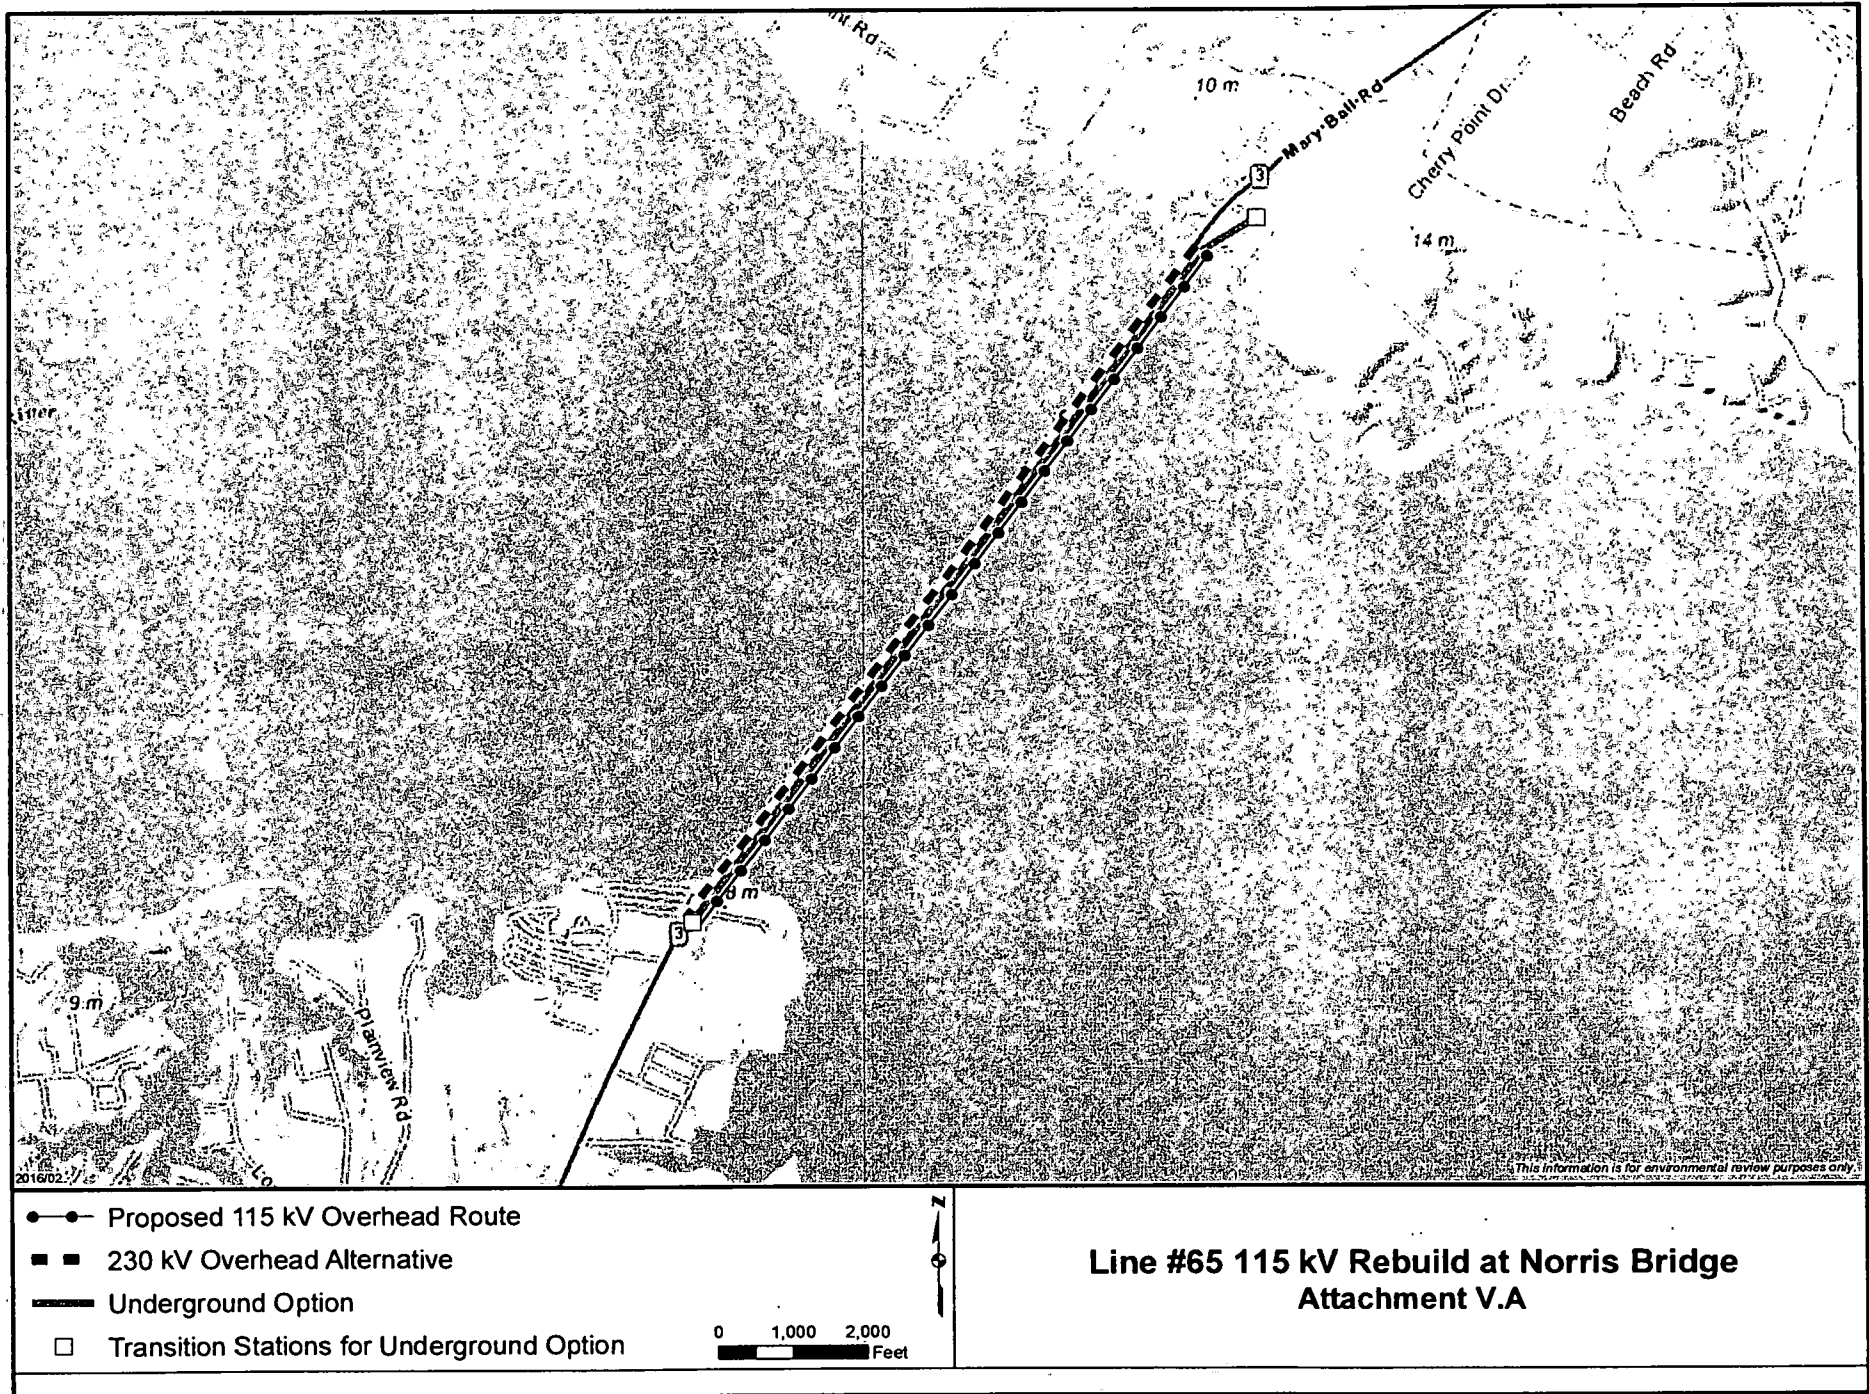 Rd
10 m
Mary Ball Rd
Cherry Point Dr
Beach Rd
3
14 m
8 m
3
9 m
Plainview Rd
2016/02
This information is for environmental review purposes only.
Proposed 115 kV Overhead Route
230 kV Overhead Alternative
Underground Option
Transition Stations for Underground Option
N
0 1,000 2,000
Feet
Line #65 115 kV Rebuild at Norris Bridge
Attachment V.A